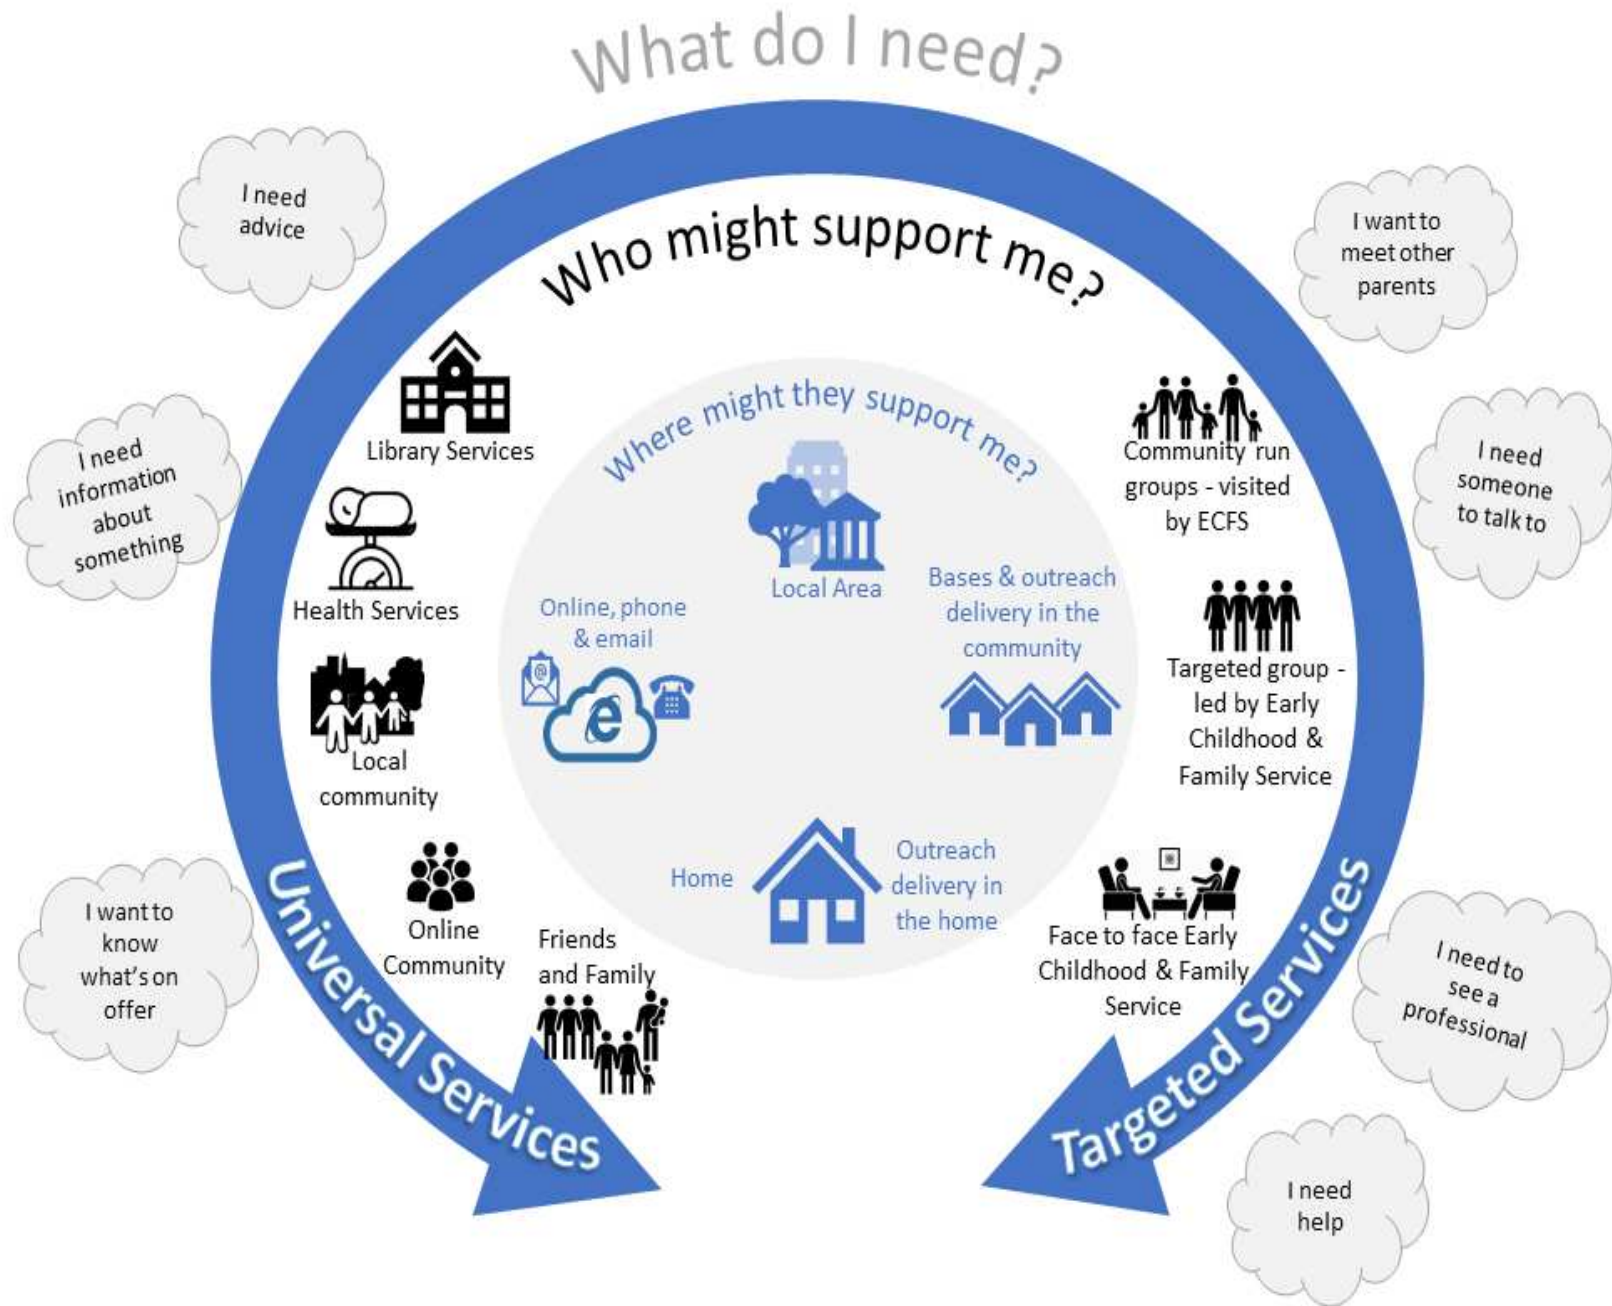 What do I need?
I need
advice
I need
information
about
something
I want to
know
what's on
offer
I want to
meet other
parents
I need
someone
to talk to
I need to
see a
professional
I need
help
Who might support me?
Library Services
Health Services
Local
community
Online
Community
Friends
and Family
Community run
groups - visited
by ECFS
Targeted group -
led by Early
Childhood &
Family Service
Face to face Early
Childhood & Family
Service
Where might they support me?
Local Area
Online, phone
& email
@
e
Bases & outreach
delivery in the
community
Home
Outreach
delivery in
the home
Universal Services
Targeted Services